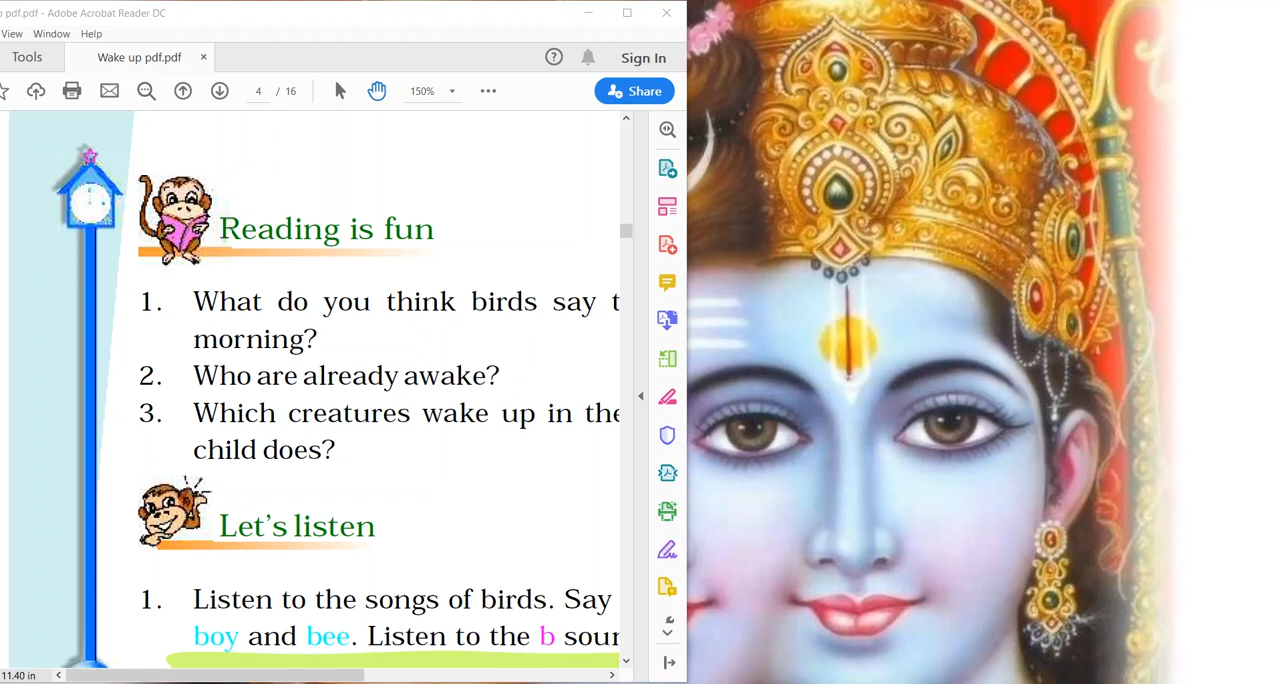 pdf.pdf - Adobe Acrobat Reader DC
View Window Help
Tools Wake up pdf.pdf × Sign In
4 / 16 150% Share
Reading is fun
1. What do you think birds say t
morning?
2. Who are already awake?
3. Which creatures wake up in the
child does?
Let's listen
1. Listen to the songs of birds. Say
boy and bee. Listen to the b sour
11.40 in